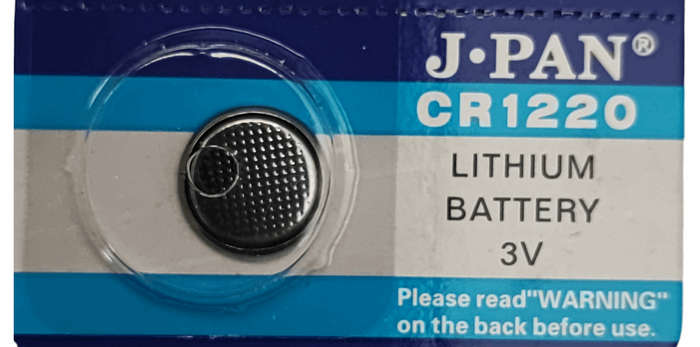 J·PAN®
CR1220
LITHIUM
BATTERY
3V
Please read"WARNING"
on the back before use.